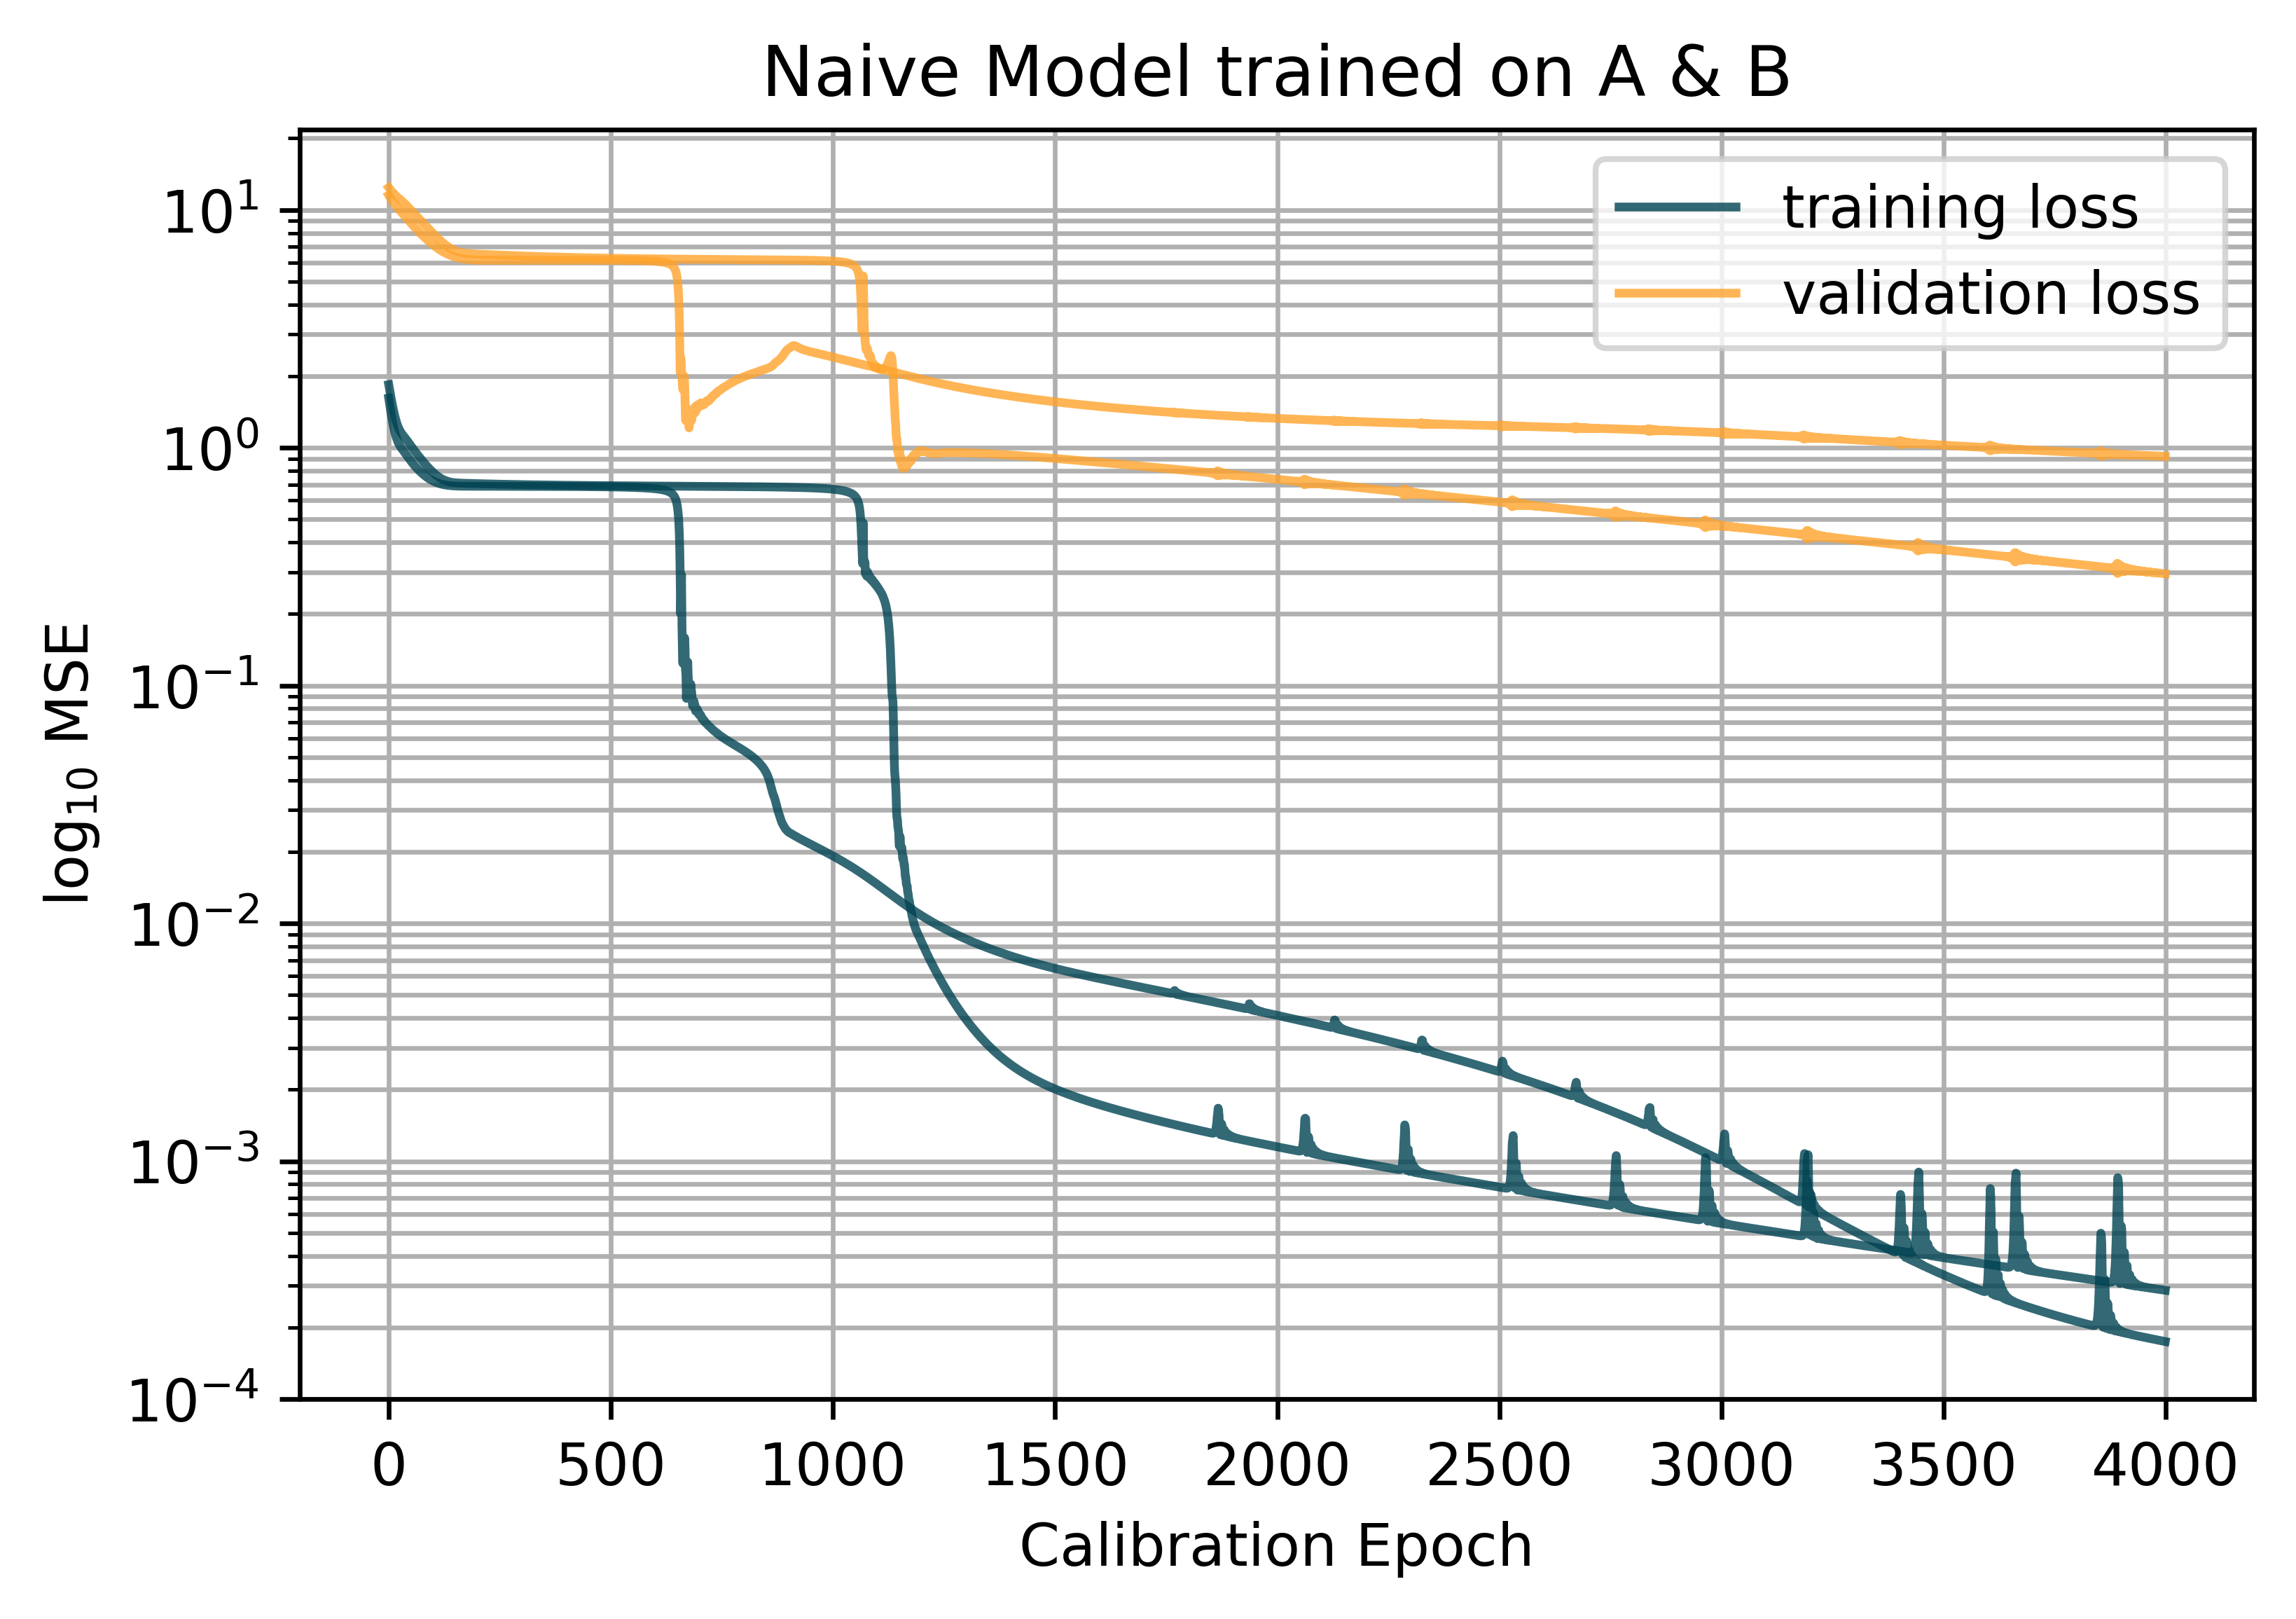 Naive Model trained on A & B
training loss
validation loss
10¹
10⁰
10⁻¹
10⁻²
10⁻³
10⁻⁴
log₁₀ MSE
0 500 1000 1500 2000 2500 3000 3500 4000
Calibration Epoch